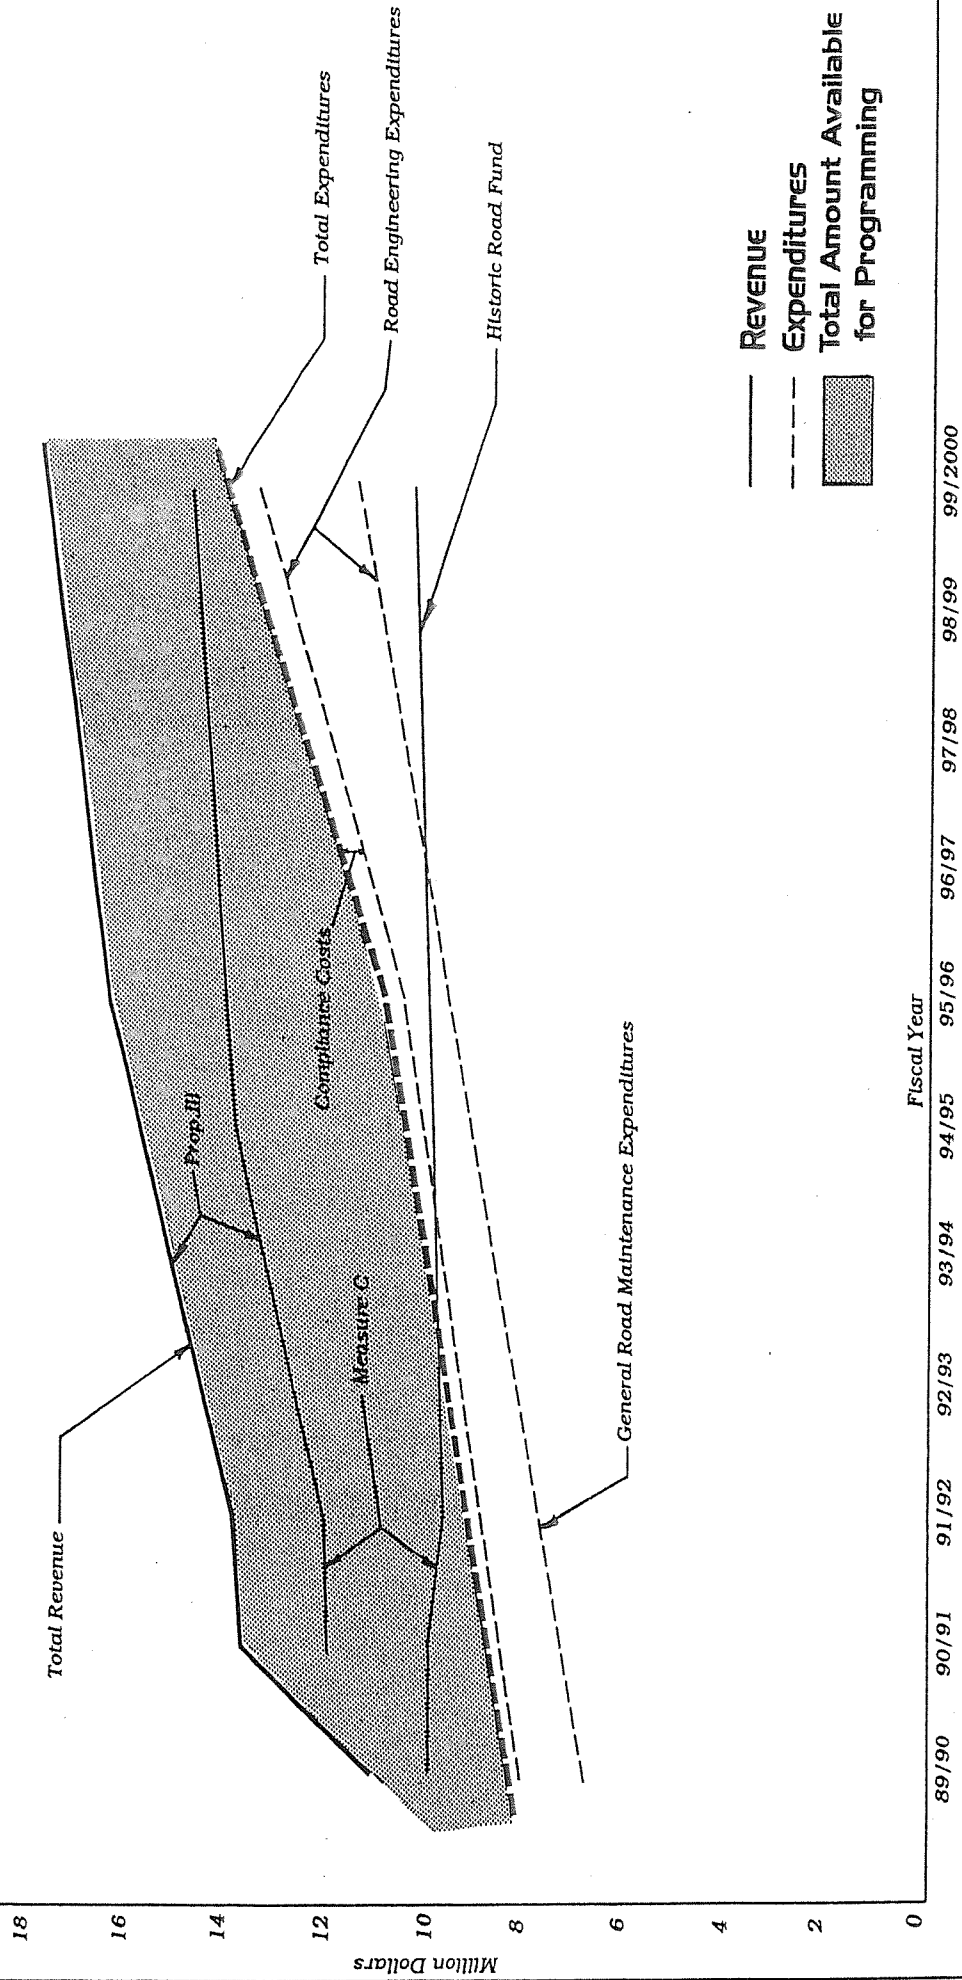 18
16
14
12
10
8
6
4
2
0
Million Dollars
Total Revenue
Prop.111
Measure C
Compliance Costs
Total Expenditures
Road Engineering Expenditures
Historic Road Fund
General Road Maintenance Expenditures
Revenue
Expenditures
Total Amount Available
for Programming
89/90 90/91 91/92 92/93 93/94 94/95 95/96 96/97 97/98 98/99 99/2000
Fiscal Year